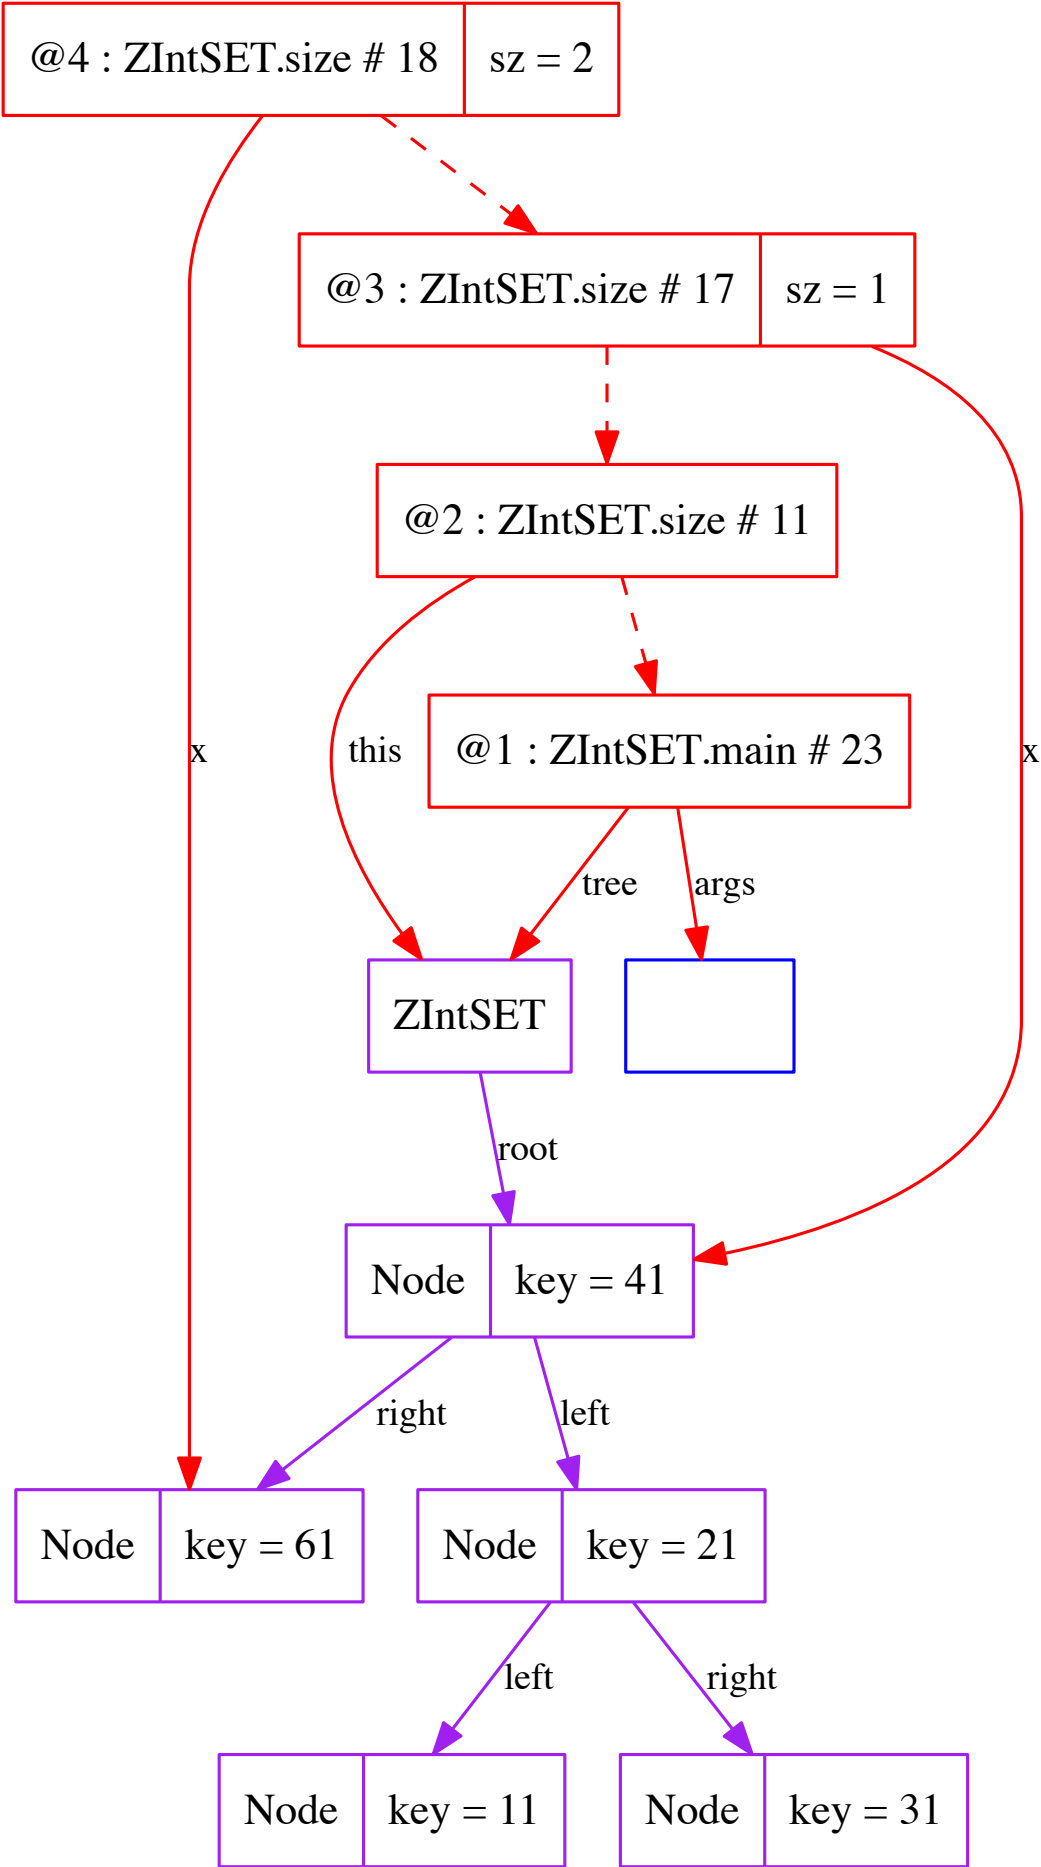 @4 : ZIntSET.size # 18 sz = 2
@3 : ZIntSET.size # 17 sz = 1
@2 : ZIntSET.size # 11
x this @1 : ZIntSET.main # 23 x
tree args
ZIntSET
root
Node key = 41
right left
Node key = 61 Node key = 21
left right
Node key = 11 Node key = 31